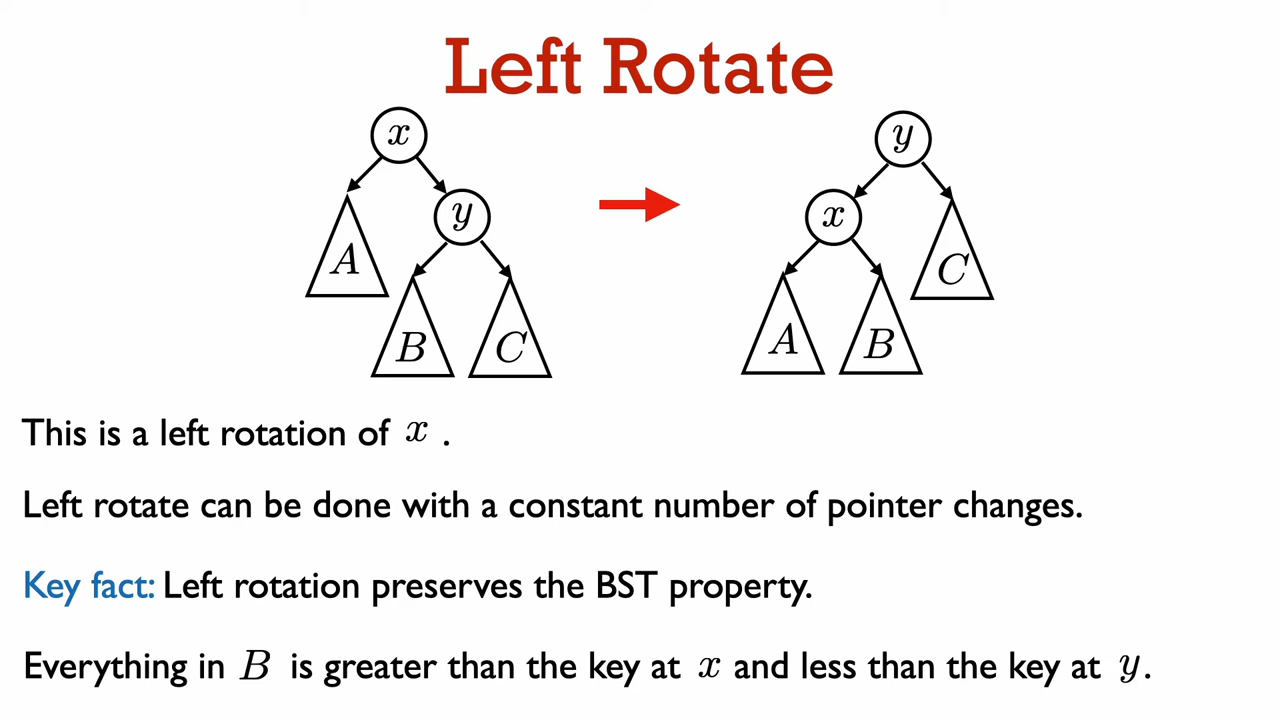 Left Rotate
x
y
A
B
C
y
x
C
A
B
This is a left rotation of x .
Left rotate can be done with a constant number of pointer changes.
Key fact: Left rotation preserves the BST property.
Everything in B is greater than the key at x and less than the key at y.